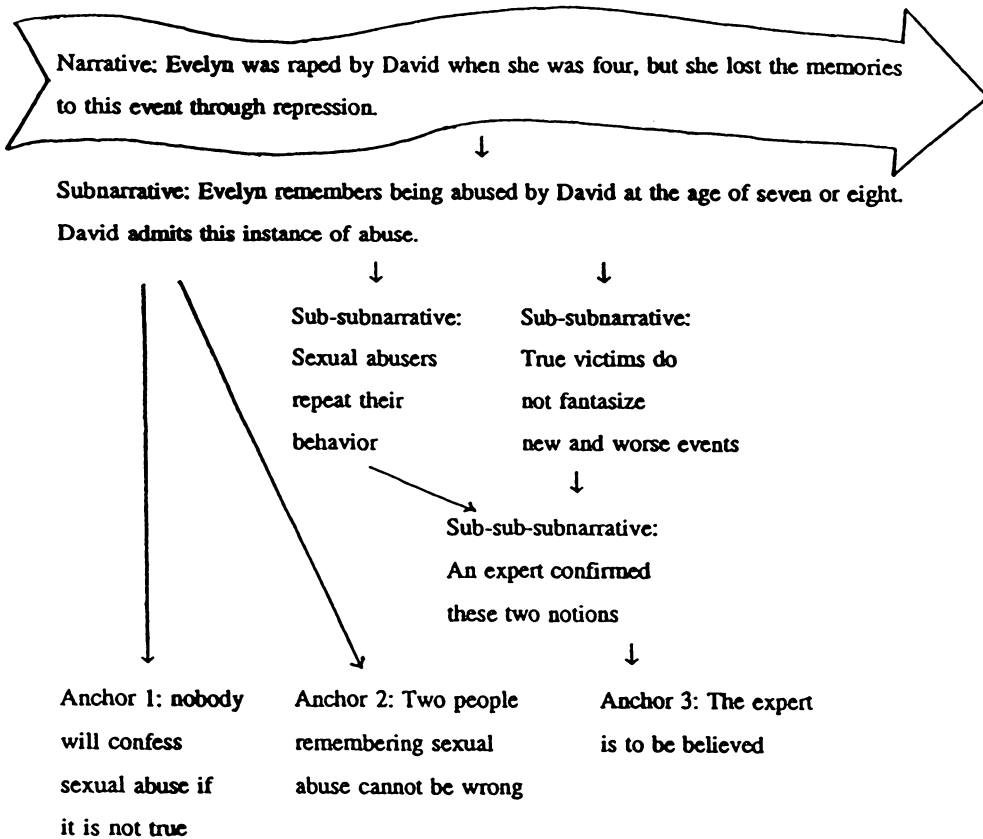 Narrative: Evelyn was raped by David when she was four, but she lost the memories
to this event through repression.
Subnarrative: Evelyn remembers being abused by David at the age of seven or eight.
David admits this instance of abuse.
Sub-subnarrative:
Sexual abusers
repeat their
behavior
Sub-subnarrative:
True victims do
not fantasize
new and worse events
Sub-sub-subnarrative:
An expert confirmed
these two notions
Anchor 1: nobody
will confess
sexual abuse if
it is not true
Anchor 2: Two people
remembering sexual
abuse cannot be wrong
Anchor 3: The expert
is to be believed